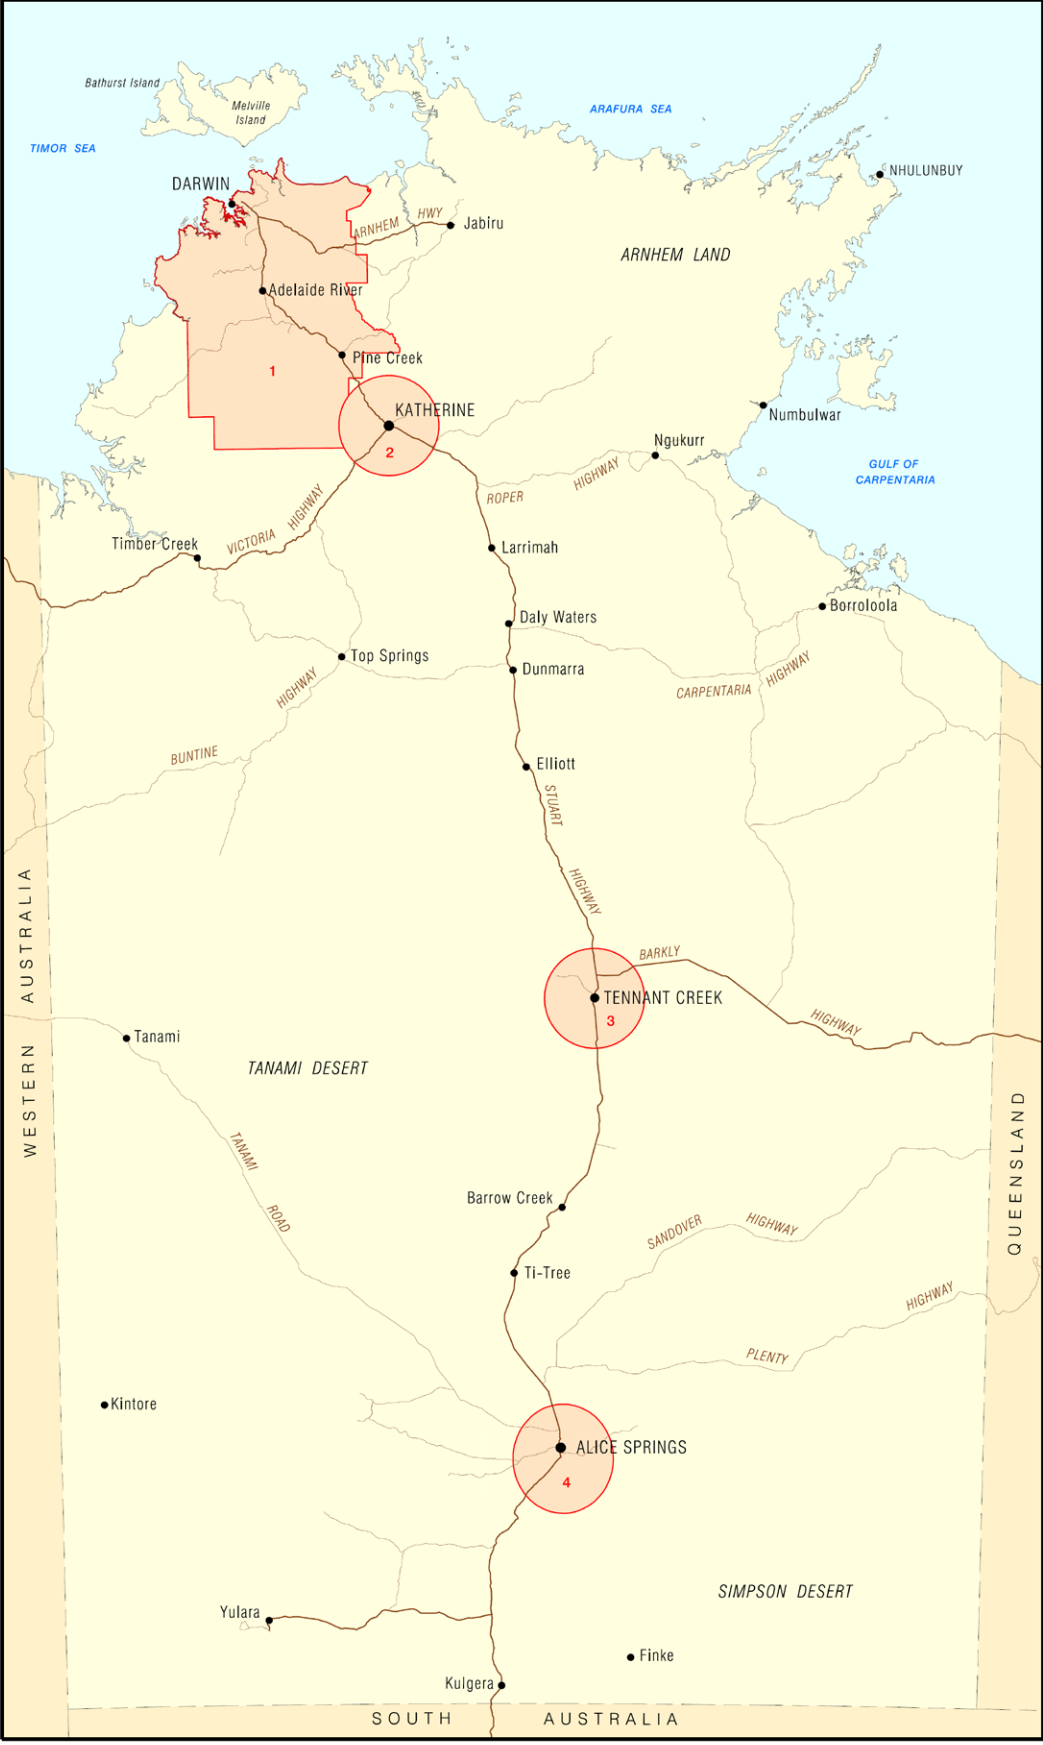 Bathurst Island
Melville
Island
ARAFURA SEA
TIMOR SEA
DARWIN
NHULUNBUY
ARNHEM HWY
Jabiru
ARNHEM LAND
Adelaide River
Pine Creek
1
KATHERINE
2
Numbulwar
Ngukurr
GULF OF
CARPENTARIA
ROPER HIGHWAY
VICTORIA HIGHWAY
Timber Creek
Larrimah
Borroloola
Daly Waters
Top Springs
Dunmarra
CARPENTARIA HIGHWAY
BUNTINE HIGHWAY
Elliott
STUART HIGHWAY
WESTERN AUSTRALIA
BARKLY HIGHWAY
TENNANT CREEK
3
Tanami
TANAMI DESERT
TANAMI ROAD
QUEENSLAND
Barrow Creek
SANDOVER HIGHWAY
Ti-Tree
PLENTY HIGHWAY
Kintore
ALICE SPRINGS
4
SIMPSON DESERT
Yulara
Finke
Kulgera
SOUTH AUSTRALIA